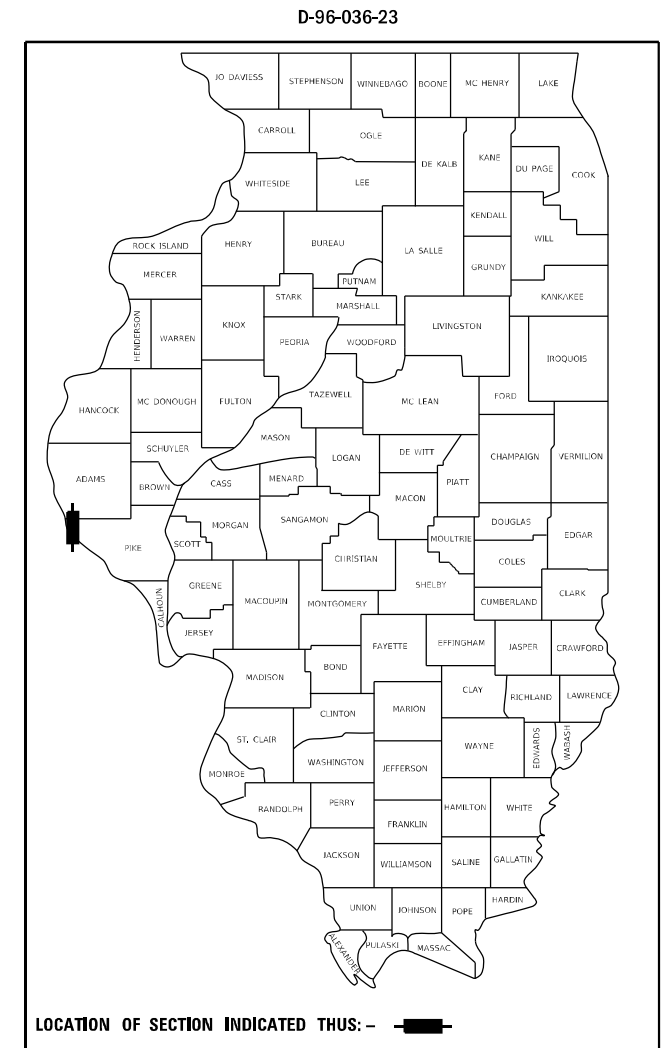 D-96-036-23
JO DAVIESS STEPHENSON WINNEBAGO BOONE MC HENRY LAKE
CARROLL OGLE
DE KALB KANE DU PAGE COOK
WHITESIDE LEE
KENDALL
ROCK ISLAND HENRY BUREAU LA SALLE WILL
MERCER PUTNAM GRUNDY
STARK MARSHALL KANKAKEE
HENDERSON WARREN KNOX PEORIA WOODFORD LIVINGSTON
IROQUOIS
HANCOCK MC DONOUGH FULTON TAZEWELL MC LEAN FORD
SCHUYLER MASON
ADAMS BROWN CASS MENARD LOGAN DE WITT CHAMPAIGN VERMILION
MACON PIATT
PIKE SCOTT MORGAN SANGAMON MOULTRIE DOUGLAS EDGAR
CHRISTIAN COLES
CALHOUN GREENE MACOUPIN MONTGOMERY SHELBY CUMBERLAND CLARK
JERSEY FAYETTE EFFINGHAM JASPER CRAWFORD
MADISON BOND
CLAY RICHLAND LAWRENCE
CLINTON MARION
ST. CLAIR WASHINGTON WAYNE EDWARDS WABASH
MONROE JEFFERSON
RANDOLPH PERRY HAMILTON WHITE
FRANKLIN
JACKSON WILLIAMSON SALINE GALLATIN
UNION JOHNSON POPE HARDIN
ALEXANDER PULASKI MASSAC
LOCATION OF SECTION INDICATED THUS: –